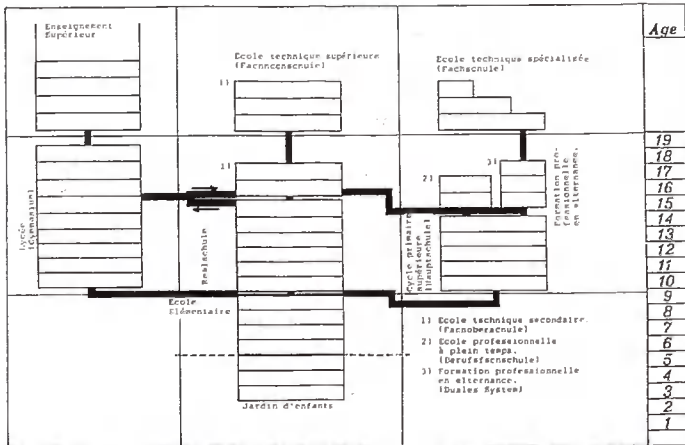 Enseignement
Supérieur
Ecole technique supérieure
(Fachhochschule)
1)
Ecole technique spécialisée
(Fachschule)
Age
Lycée
(Gymnasium)
1)
Realschule
2)
3)
Formation pro-
fessionnelle
en alternance.
Cycle primaire
supérieure
(Hauptschule)
19
18
17
16
15
14
13
12
11
10
9
8
7
6
5
4
3
2
1
Ecole
Elémentaire
Jardin d'enfants
1) Ecole technique secondaire.
(Fachoberschule)
2) Ecole professionnelle
à plein temps.
(Berufsfachschule)
3) Formation professionnelle
en alternance.
(Duales System)